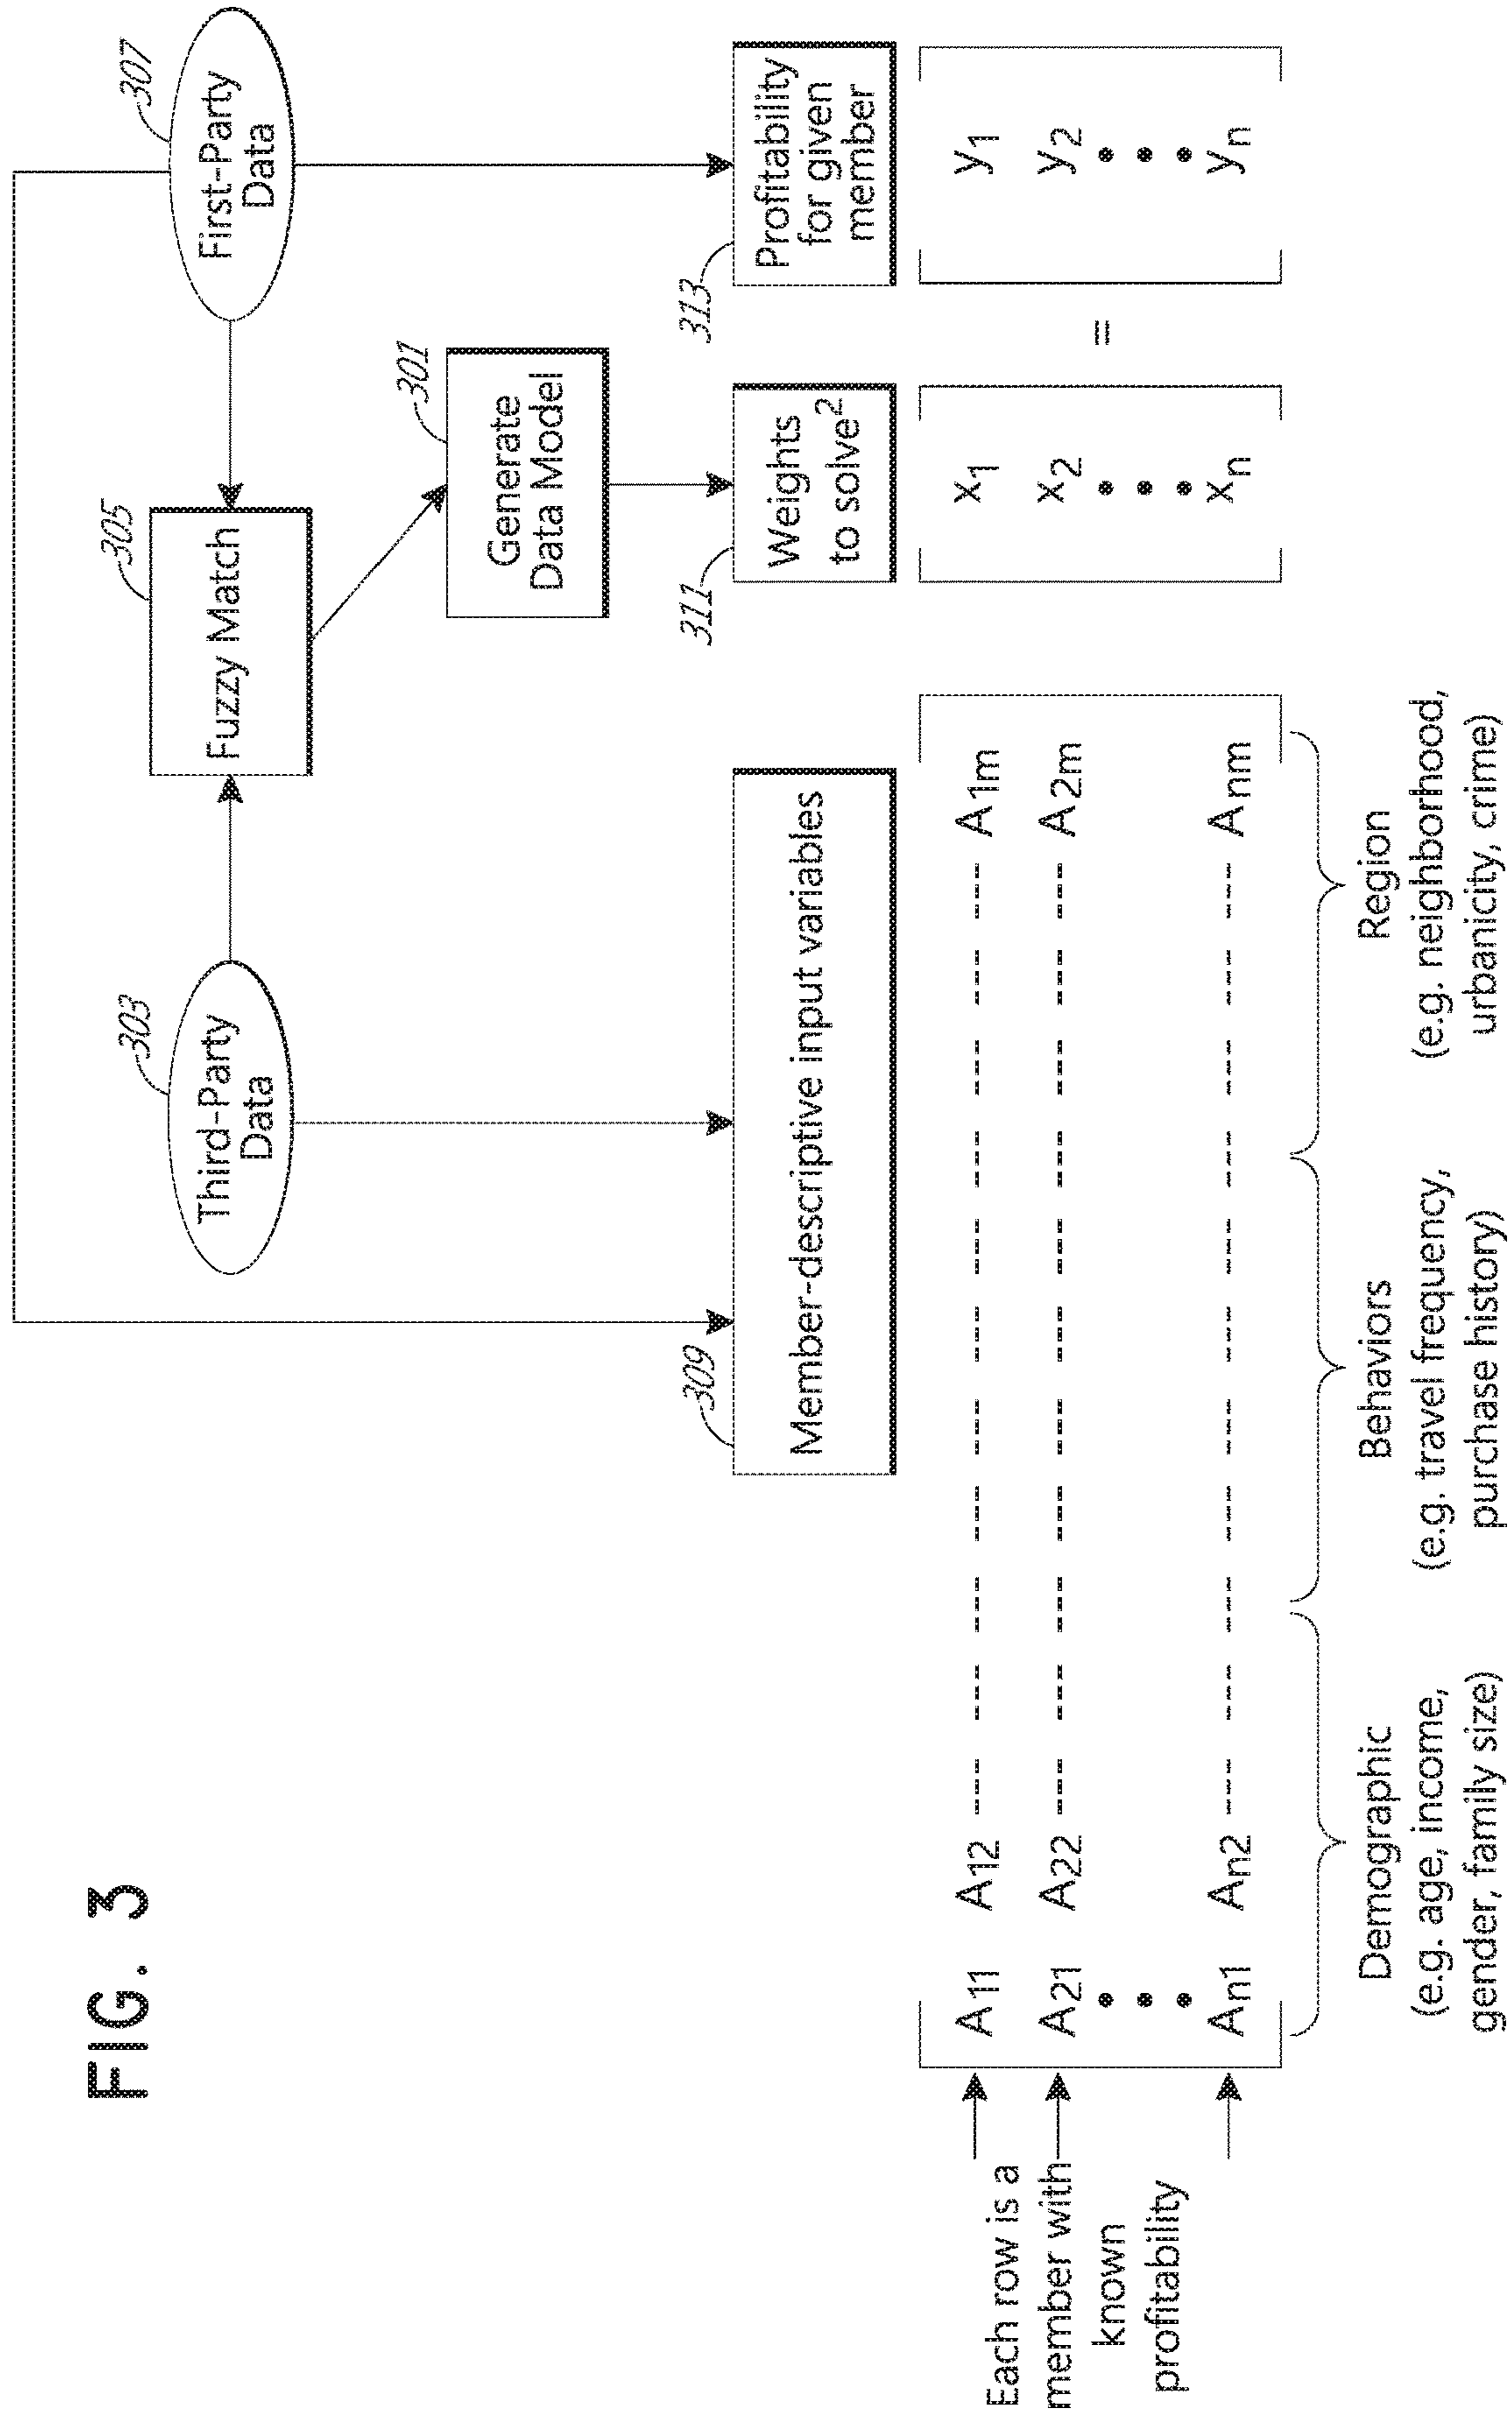 FIG. 3
307
First-Party
Data
303
Third-Party
Data
305
Fuzzy Match
301
Generate
Data Model
309
Member-descriptive input variables
311
Weights
to solve2
313
Profitability
for given
member
Each row is a
member with
known
profitability
A11 A12 A1m x1 = y1
A21 A22 A2m x2 y2
An1 An2 Anm xn yn
Demographic
(e.g. age, income,
gender, family size)
Behaviors
(e.g. travel frequency,
purchase history)
Region
(e.g. neighborhood,
urbanicity, crime)